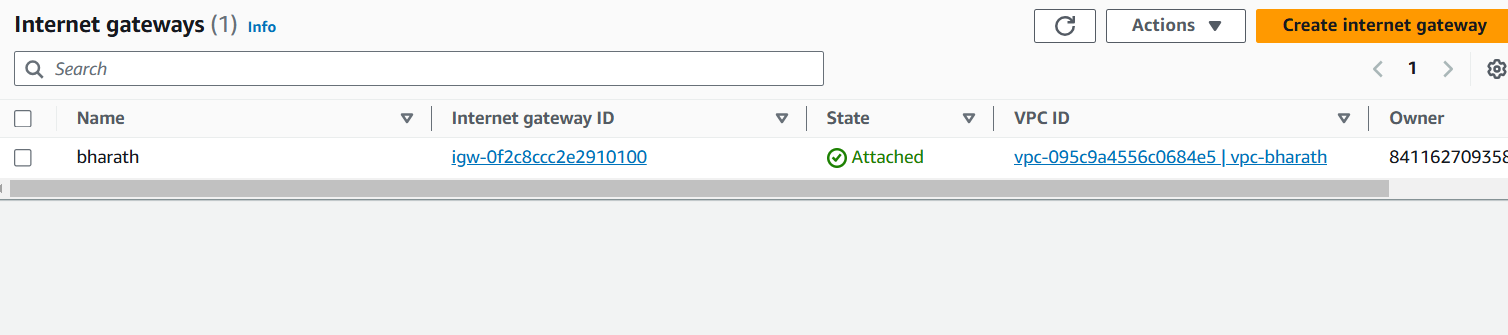 Internet gateways (1) Info
Actions
Create internet gateway
Search
1
Name Internet gateway ID State VPC ID Owner
bharath igw-0f2c8ccc2e2910100 Attached vpc-095c9a4556c0684e5 | vpc-bharath 841162709358